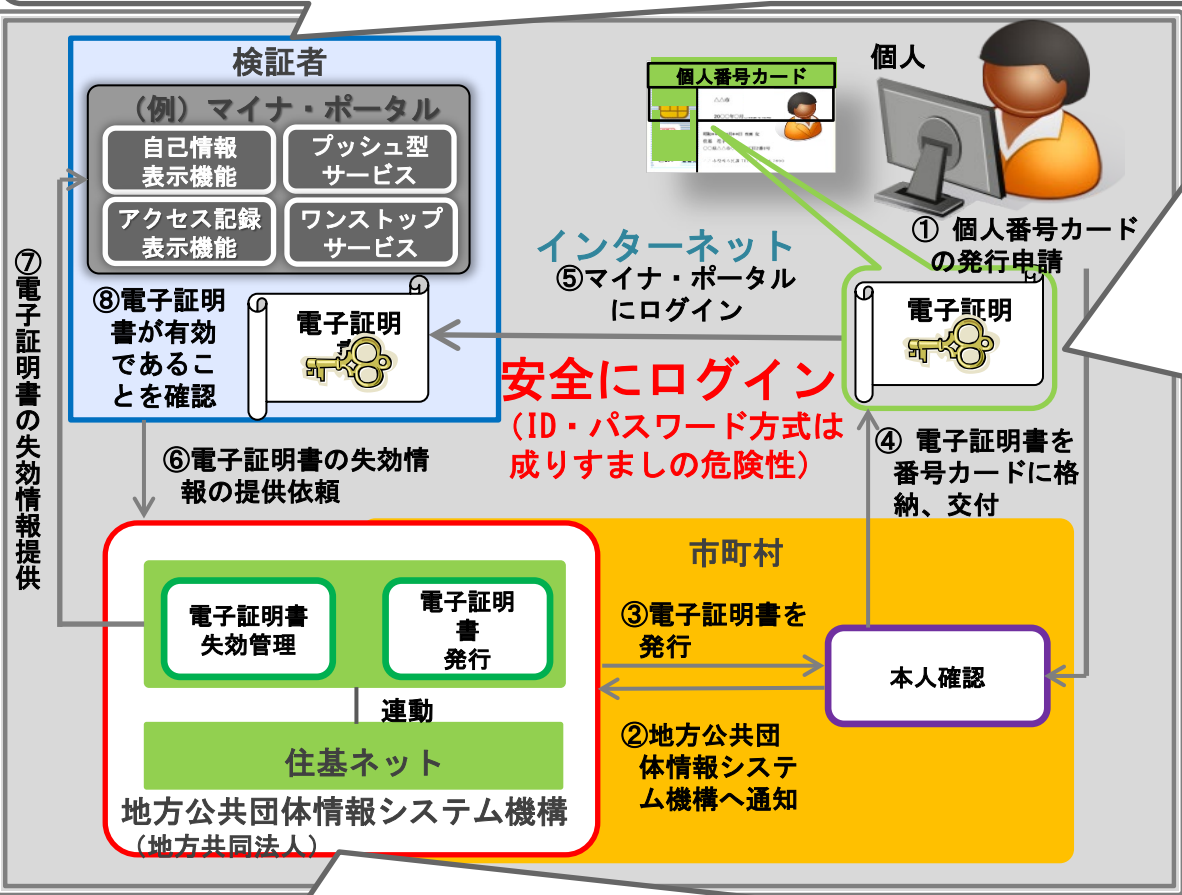 検証者
(例)マイナ・ポータル
自己情報
表示機能
プッシュ型
サービス
アクセス記録
表示機能
ワンストップ
サービス
個人番号カード
個人
① 個人番号カード
の発行申請
インターネット
⑤マイナ・ポータル
にログイン
⑦電子証明書の失効情報提供
⑧電子証明
書が有効
であるこ
とを確認
電子証明
電子証明
安全にログイン
(ID・パスワード方式は
成りすましの危険性)
④ 電子証明書を
番号カードに格
納、交付
⑥電子証明書の失効情
報の提供依頼
市町村
電子証明書
失効管理
電子証明
書
発行
③電子証明書を
発行
本人確認
連動
②地方公共団
体情報システ
ム機構へ通知
住基ネット
地方公共団体情報システム機構
(地方共同法人)